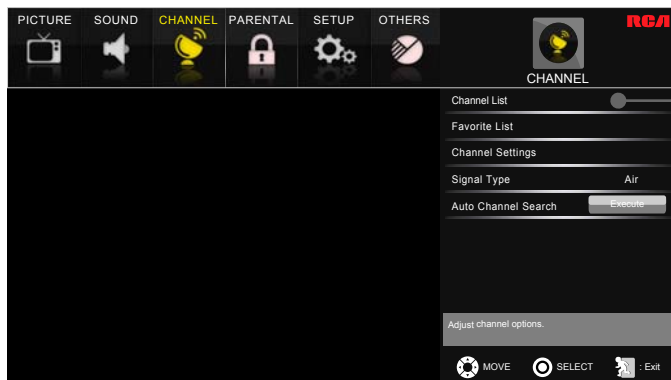 PICTURE SOUND CHANNEL PARENTAL SETUP OTHERS
RCA
CHANNEL
Channel List
Favorite List
Channel Settings
Signal Type Air
Auto Channel Search Execute
Adjust channel options.
MOVE SELECT : Exit